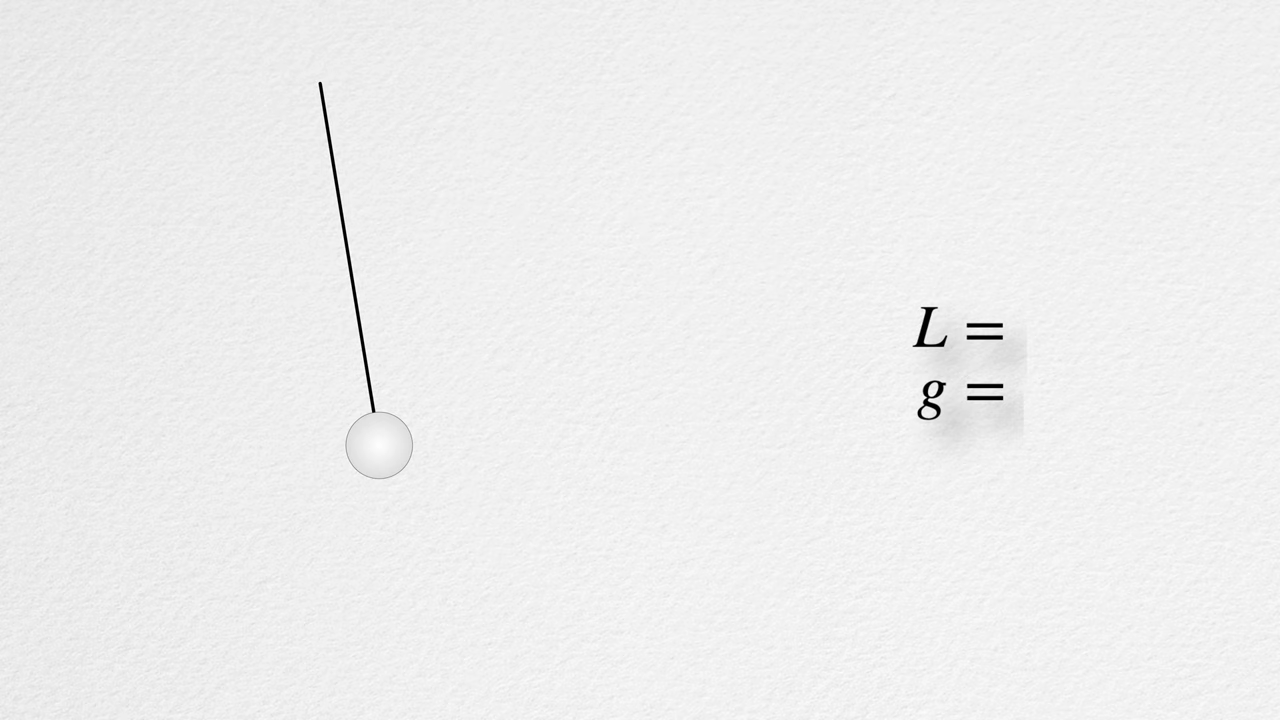 L =
g =